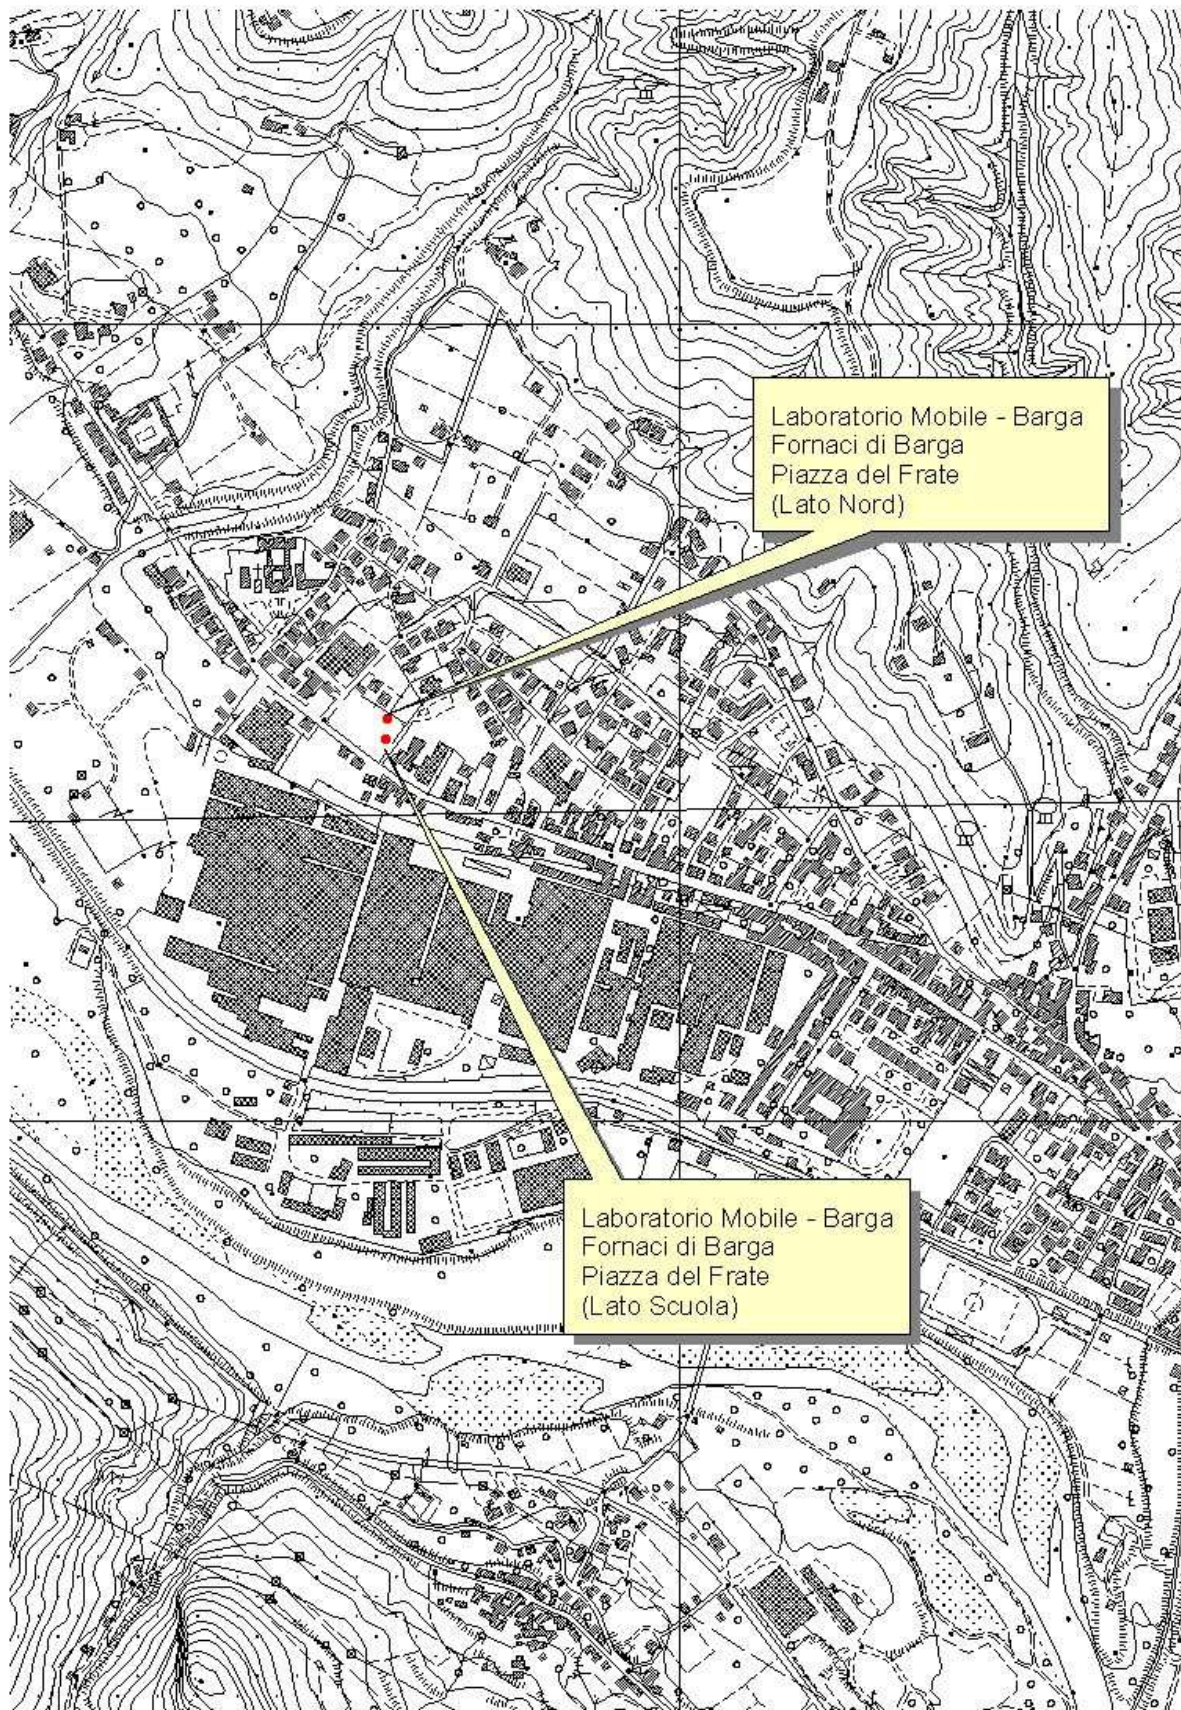 Laboratorio Mobile - Barga
Fornaci di Barga
Piazza del Frate
(Lato Nord)
Laboratorio Mobile - Barga
Fornaci di Barga
Piazza del Frate
(Lato Scuola)